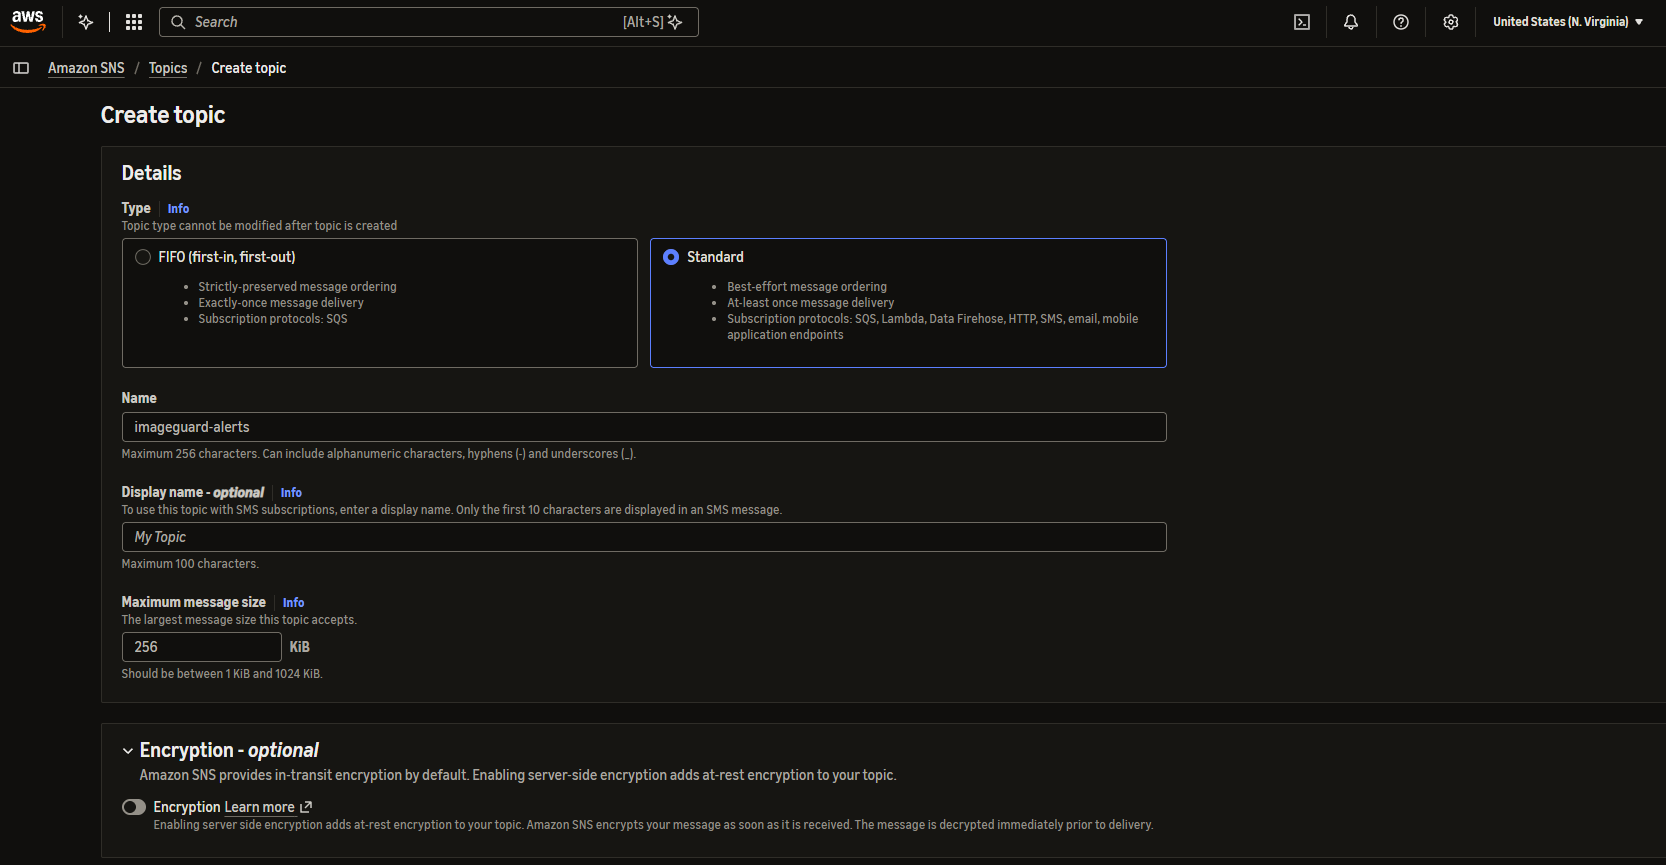 aws
Search [Alt+S]
United States (N. Virginia)
Amazon SNS / Topics / Create topic
Create topic
Details
Type Info
Topic type cannot be modified after topic is created
FIFO (first-in, first-out)
Strictly-preserved message ordering
Exactly-once message delivery
Subscription protocols: SQS
Standard
Best-effort message ordering
At-least once message delivery
Subscription protocols: SQS, Lambda, Data Firehose, HTTP, SMS, email, mobile
application endpoints
Name
imageguard-alerts
Maximum 256 characters. Can include alphanumeric characters, hyphens (-) and underscores (_).
Display name - optional Info
To use this topic with SMS subscriptions, enter a display name. Only the first 10 characters are displayed in an SMS message.
My Topic
Maximum 100 characters.
Maximum message size Info
The largest message size this topic accepts.
256 KiB
Should be between 1 KiB and 1024 KiB.
Encryption - optional
Amazon SNS provides in-transit encryption by default. Enabling server-side encryption adds at-rest encryption to your topic.
Encryption Learn more
Enabling server side encryption adds at-rest encryption to your topic. Amazon SNS encrypts your message as soon as it is received. The message is decrypted immediately prior to delivery.